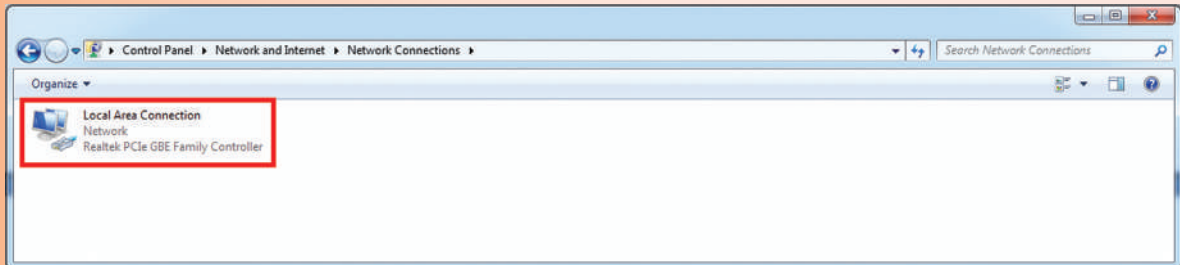 Control Panel Network and Internet Network Connections
Search Network Connections
Organize
Local Area Connection
Network
Realtek PCIe GBE Family Controller